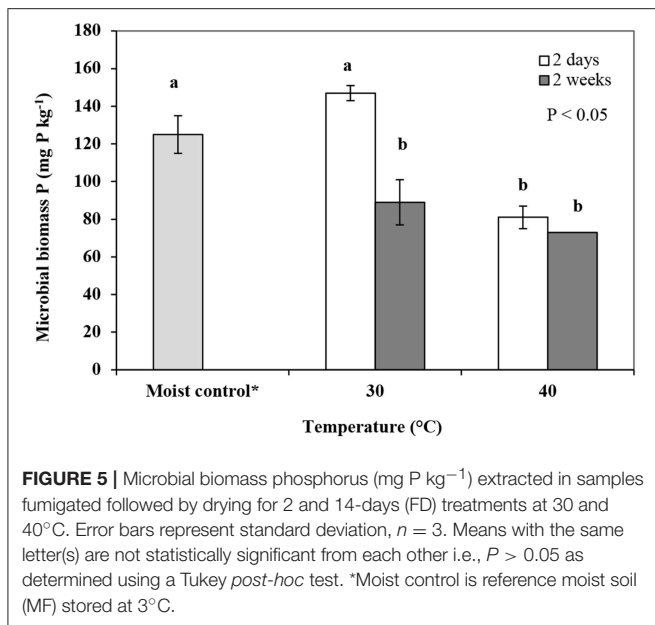 180
160
140
120
100
80
60
40
20
0
Microbial biomass P (mg P kg⁻¹)
a
a
b
b
b
2 days
2 weeks
P < 0.05
Moist control*
30
40
Temperature (°C)
FIGURE 5 | Microbial biomass phosphorus (mg P kg⁻¹) extracted in samples
fumigated followed by drying for 2 and 14-days (FD) treatments at 30 and
40°C. Error bars represent standard deviation, n = 3. Means with the same
letter(s) are not statistically significant from each other i.e., P > 0.05 as
determined using a Tukey post-hoc test. *Moist control is reference moist soil
(MF) stored at 3°C.